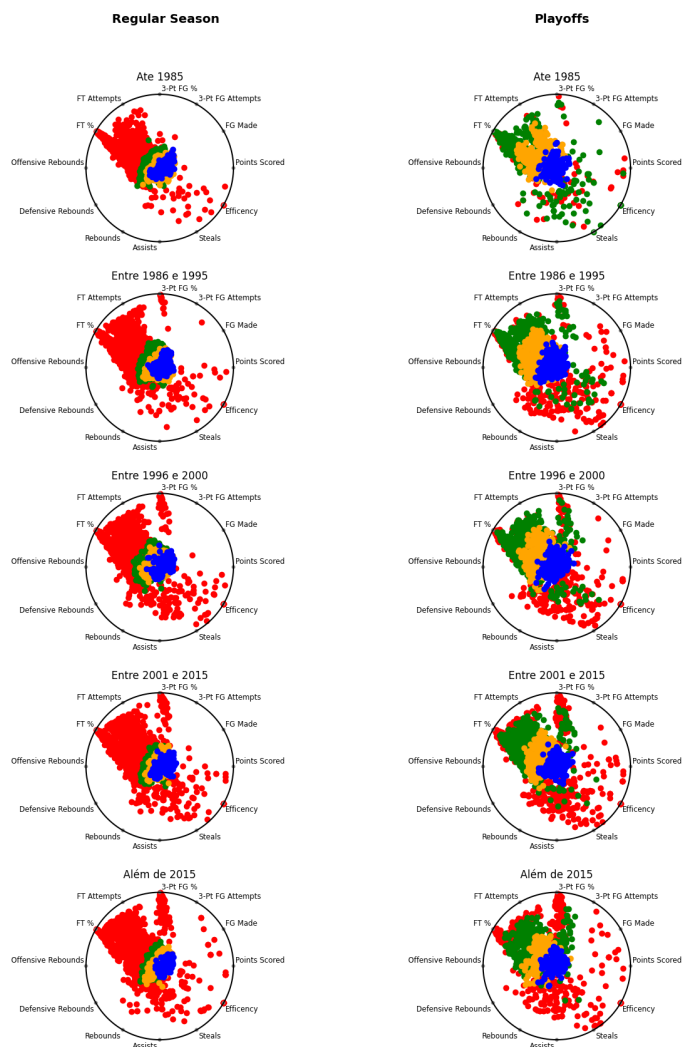 Regular Season
Playoffs
Ate 1985
3-Pt FG %
FT Attempts
3-Pt FG Attempts
FT %
FG Made
Offensive Rebounds
Points Scored
Defensive Rebounds
Efficency
Rebounds
Steals
Assists
Ate 1985
3-Pt FG %
FT Attempts
3-Pt FG Attempts
FT %
FG Made
Offensive Rebounds
Points Scored
Defensive Rebounds
Efficency
Rebounds
Steals
Assists
Entre 1986 e 1995
3-Pt FG %
FT Attempts
3-Pt FG Attempts
FT %
FG Made
Offensive Rebounds
Points Scored
Defensive Rebounds
Efficency
Rebounds
Steals
Assists
Entre 1986 e 1995
3-Pt FG %
FT Attempts
3-Pt FG Attempts
FT %
FG Made
Offensive Rebounds
Points Scored
Defensive Rebounds
Efficency
Rebounds
Steals
Assists
Entre 1996 e 2000
3-Pt FG %
FT Attempts
3-Pt FG Attempts
FT %
FG Made
Offensive Rebounds
Points Scored
Defensive Rebounds
Efficency
Rebounds
Steals
Assists
Entre 1996 e 2000
3-Pt FG %
FT Attempts
3-Pt FG Attempts
FT %
FG Made
Offensive Rebounds
Points Scored
Defensive Rebounds
Efficency
Rebounds
Steals
Assists
Entre 2001 e 2015
3-Pt FG %
FT Attempts
3-Pt FG Attempts
FT %
FG Made
Offensive Rebounds
Points Scored
Defensive Rebounds
Efficency
Rebounds
Steals
Assists
Entre 2001 e 2015
3-Pt FG %
FT Attempts
3-Pt FG Attempts
FT %
FG Made
Offensive Rebounds
Points Scored
Defensive Rebounds
Efficency
Rebounds
Steals
Assists
Além de 2015
3-Pt FG %
FT Attempts
3-Pt FG Attempts
FT %
FG Made
Offensive Rebounds
Points Scored
Defensive Rebounds
Efficency
Rebounds
Steals
Assists
Além de 2015
3-Pt FG %
FT Attempts
3-Pt FG Attempts
FT %
FG Made
Offensive Rebounds
Points Scored
Defensive Rebounds
Efficency
Rebounds
Steals
Assists